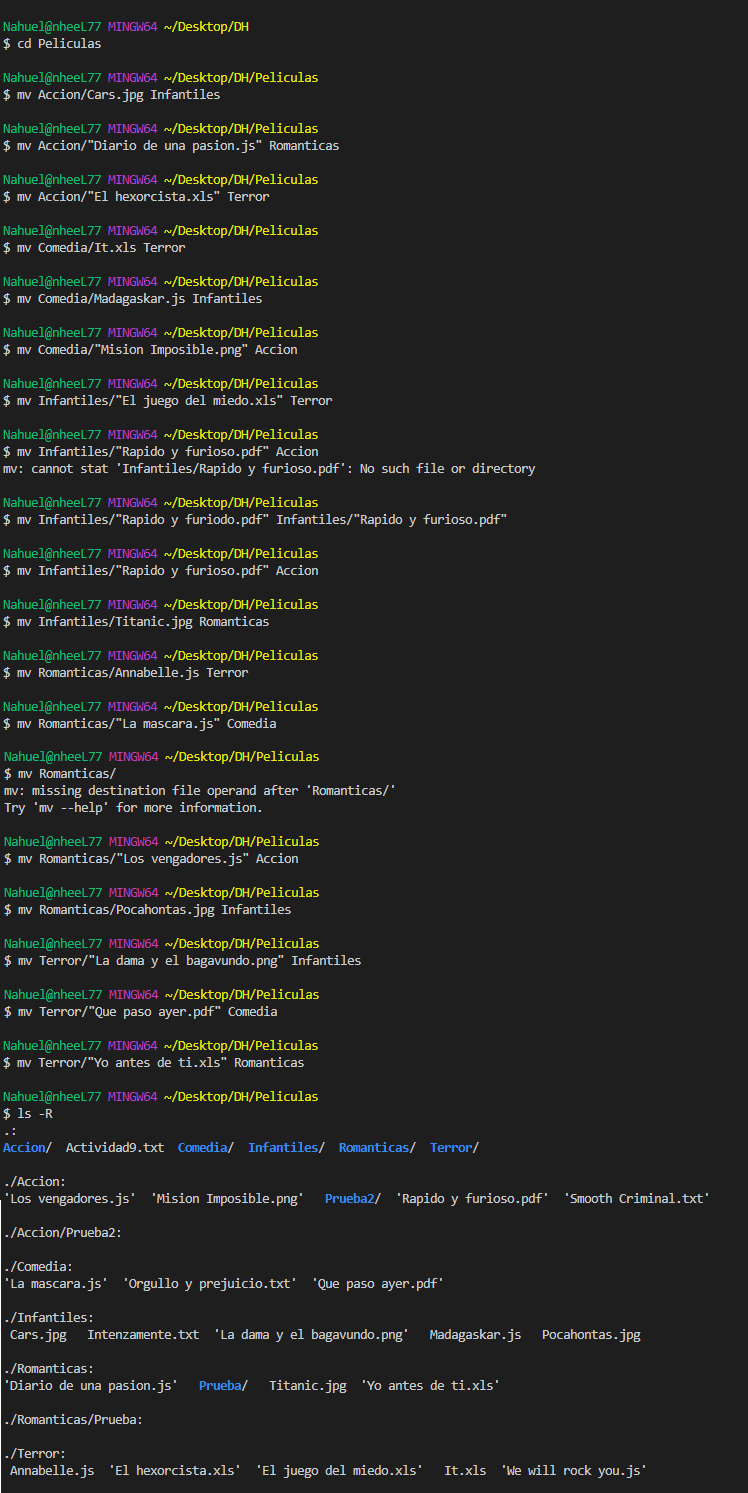 Nahuel@nheeL77 MINGW64 ~/Desktop/DH
$ cd Peliculas
Nahuel@nheeL77 MINGW64 ~/Desktop/DH/Peliculas
$ mv Accion/Cars.jpg Infantiles
Nahuel@nheeL77 MINGW64 ~/Desktop/DH/Peliculas
$ mv Accion/"Diario de una pasion.js" Romanticas
Nahuel@nheeL77 MINGW64 ~/Desktop/DH/Peliculas
$ mv Accion/"El hexorcista.xls" Terror
Nahuel@nheeL77 MINGW64 ~/Desktop/DH/Peliculas
$ mv Comedia/It.xls Terror
Nahuel@nheeL77 MINGW64 ~/Desktop/DH/Peliculas
$ mv Comedia/Madagaskar.js Infantiles
Nahuel@nheeL77 MINGW64 ~/Desktop/DH/Peliculas
$ mv Comedia/"Mision Imposible.png" Accion
Nahuel@nheeL77 MINGW64 ~/Desktop/DH/Peliculas
$ mv Infantiles/"El juego del miedo.xls" Terror
Nahuel@nheeL77 MINGW64 ~/Desktop/DH/Peliculas
$ mv Infantiles/"Rapido y furioso.pdf" Accion
mv: cannot stat 'Infantiles/Rapido y furioso.pdf': No such file or directory
Nahuel@nheeL77 MINGW64 ~/Desktop/DH/Peliculas
$ mv Infantiles/"Rapido y furiodo.pdf" Infantiles/"Rapido y furioso.pdf"
Nahuel@nheeL77 MINGW64 ~/Desktop/DH/Peliculas
$ mv Infantiles/"Rapido y furioso.pdf" Accion
Nahuel@nheeL77 MINGW64 ~/Desktop/DH/Peliculas
$ mv Infantiles/Titanic.jpg Romanticas
Nahuel@nheeL77 MINGW64 ~/Desktop/DH/Peliculas
$ mv Romanticas/Annabelle.js Terror
Nahuel@nheeL77 MINGW64 ~/Desktop/DH/Peliculas
$ mv Romanticas/"La mascara.js" Comedia
Nahuel@nheeL77 MINGW64 ~/Desktop/DH/Peliculas
$ mv Romanticas/
mv: missing destination file operand after 'Romanticas/'
Try 'mv --help' for more information.
Nahuel@nheeL77 MINGW64 ~/Desktop/DH/Peliculas
$ mv Romanticas/"Los vengadores.js" Accion
Nahuel@nheeL77 MINGW64 ~/Desktop/DH/Peliculas
$ mv Romanticas/Pocahontas.jpg Infantiles
Nahuel@nheeL77 MINGW64 ~/Desktop/DH/Peliculas
$ mv Terror/"La dama y el bagavundo.png" Infantiles
Nahuel@nheeL77 MINGW64 ~/Desktop/DH/Peliculas
$ mv Terror/"Que paso ayer.pdf" Comedia
Nahuel@nheeL77 MINGW64 ~/Desktop/DH/Peliculas
$ mv Terror/"Yo antes de ti.xls" Romanticas
Nahuel@nheeL77 MINGW64 ~/Desktop/DH/Peliculas
$ ls -R
.:
Accion/  Actividad9.txt  Comedia/  Infantiles/  Romanticas/  Terror/
./Accion:
'Los vengadores.js'  'Mision Imposible.png'   Prueba2/  'Rapido y furioso.pdf'  'Smooth Criminal.txt'
./Accion/Prueba2:
./Comedia:
'La mascara.js'  'Orgullo y prejuicio.txt'  'Que paso ayer.pdf'
./Infantiles:
Cars.jpg   Intenzamente.txt  'La dama y el bagavundo.png'   Madagaskar.js   Pocahontas.jpg
./Romanticas:
'Diario de una pasion.js'   Prueba/   Titanic.jpg  'Yo antes de ti.xls'
./Romanticas/Prueba:
./Terror:
Annabelle.js  'El hexorcista.xls'  'El juego del miedo.xls'   It.xls  'We will rock you.js'